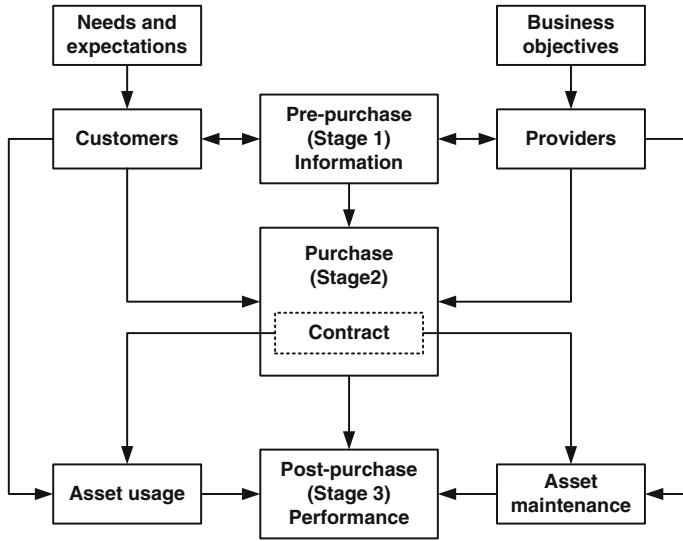 Needs and
expectations
Business
objectives
Customers
Pre-purchase
(Stage 1)
Information
Providers
Purchase
(Stage2)
Contract
Asset usage
Post-purchase
(Stage 3)
Performance
Asset
maintenance